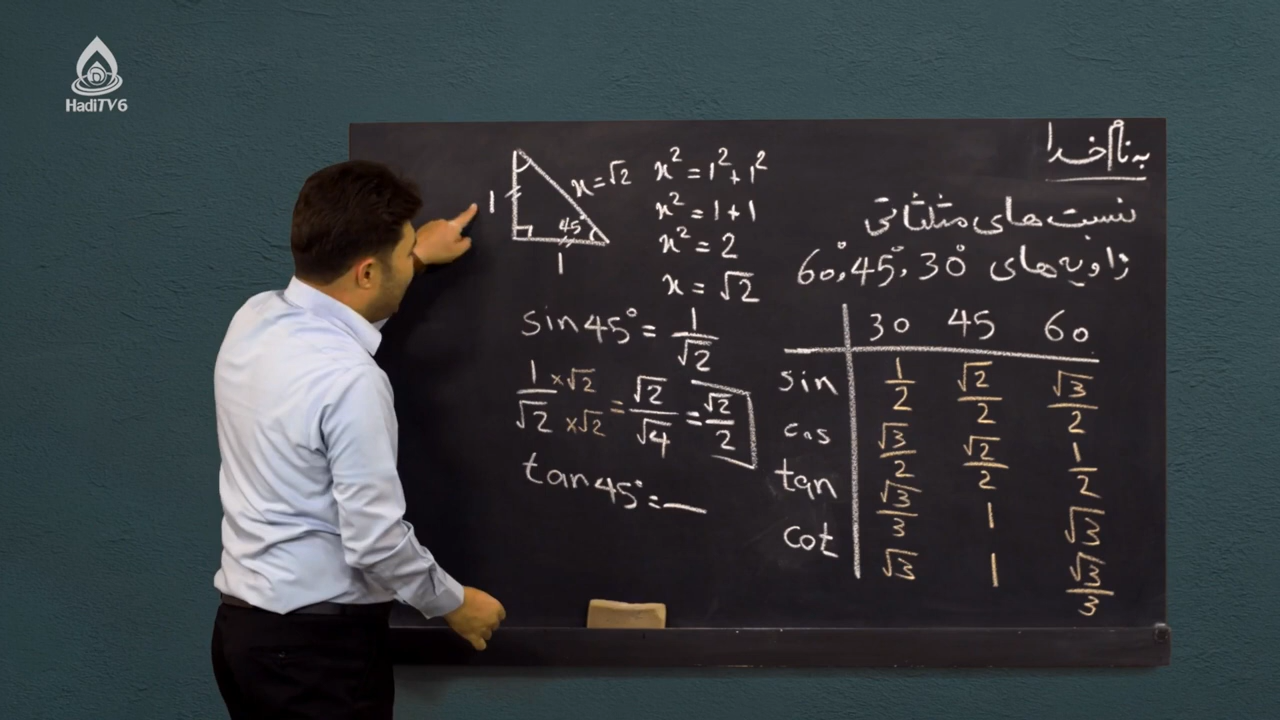 HadiTV6
به نام خدا
نسبت های مثلثاتی
زاویه های 30°، 45°، 60°
1
x=√2
45
1
x²=1²+1²
x²=1+1
x²=2
x=√2
sin45°=1/√2
1/√2 ×√2/×√2 = √2/√4 = √2/2
tan45°=—
30 45 60
sin 1/2 √2/2 √3/2
cos √3/2 √2/2 1/2
tan √3/3 1 √3
cot √3 1 √3/3